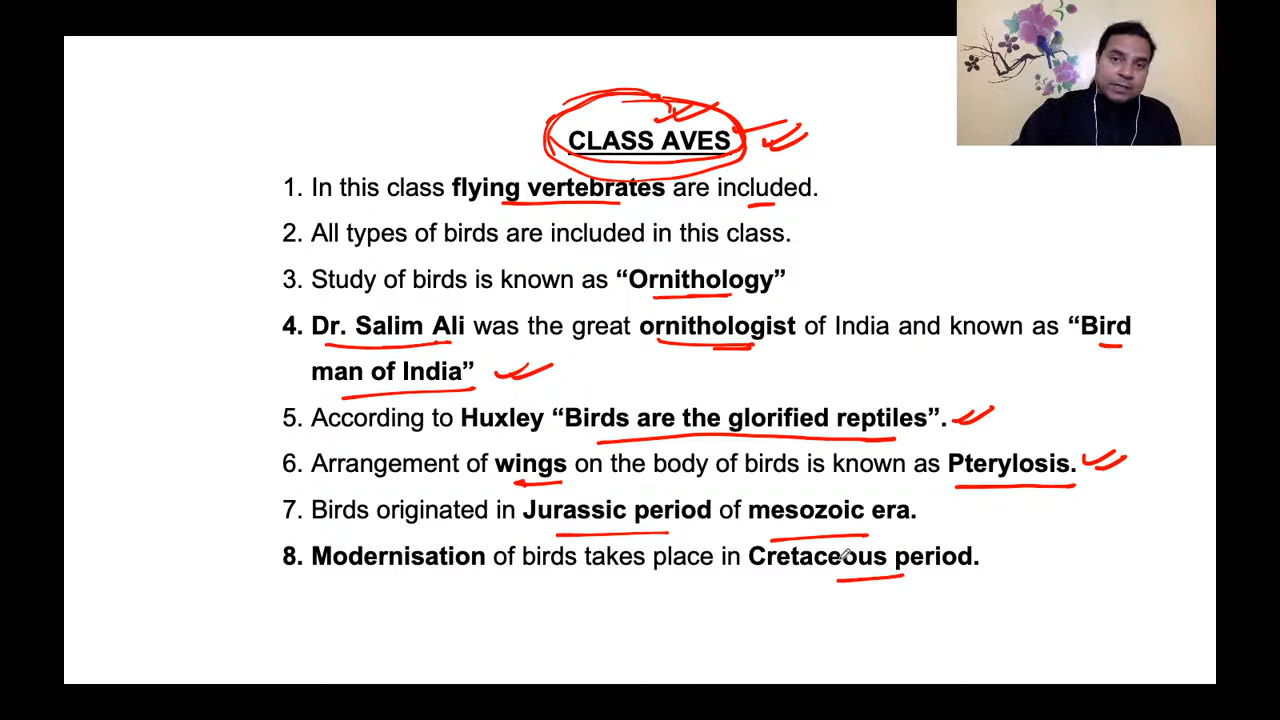 CLASS AVES
1. In this class flying vertebrates are included.
2. All types of birds are included in this class.
3. Study of birds is known as “Ornithology”
4. Dr. Salim Ali was the great ornithologist of India and known as “Bird
man of India”
5. According to Huxley “Birds are the glorified reptiles”.
6. Arrangement of wings on the body of birds is known as Pterylosis.
7. Birds originated in Jurassic period of mesozoic era.
8. Modernisation of birds takes place in Cretaceous period.